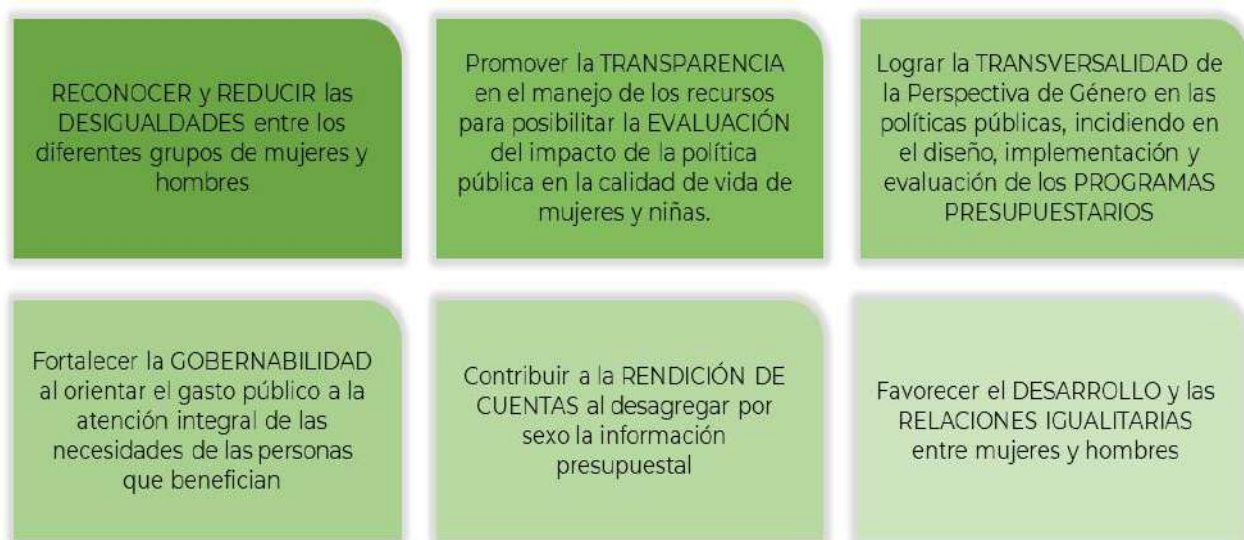 RECONOCER y REDUCIR las
DESIGUALDADES entre los
diferentes grupos de mujeres y
hombres
Promover la TRANSPARENCIA
en el manejo de los recursos
para posibilitar la EVALUACIÓN
del impacto de la política
pública en la calidad de vida de
mujeres y niñas.
Lograr la TRANSVERSALIDAD de
la Perspectiva de Género en las
políticas públicas, incidiendo en
el diseño, implementación y
evaluación de los PROGRAMAS
PRESUPUESTARIOS
Fortalecer la GOBERNABILIDAD
al orientar el gasto público a la
atención integral de las
necesidades de las personas
que benefician
Contribuir a la RENDICIÓN DE
CUENTAS al desagregar por
sexo la información
presupuestal
Favorecer el DESARROLLO y las
RELACIONES IGUALITARIAS
entre mujeres y hombres